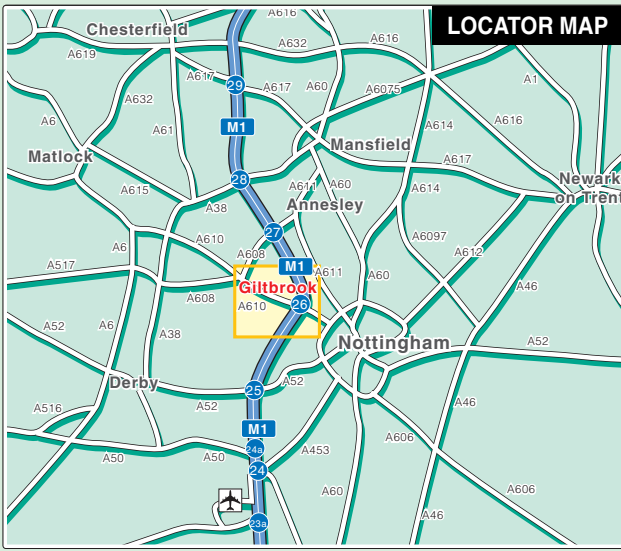 LOCATOR MAP
A616
Chesterfield
A632
A616
A619
A617
29
A617
A60
A6075
A1
A632
A6
A61
M1
A614
A616
Mansfield
Matlock
A617
28
Newark
on Trent
A615
A611
A60
A614
A38
Annesley
A610
27
A6097
A6
A608
A612
A517
M1
A611
A60
Giltbrook
A46
A608
A610
26
A52
A6
A38
Nottingham
A52
Derby
A52
25
A52
A516
M1
A46
A606
24a
A453
A50
A50
24
A60
A606
23a
A46